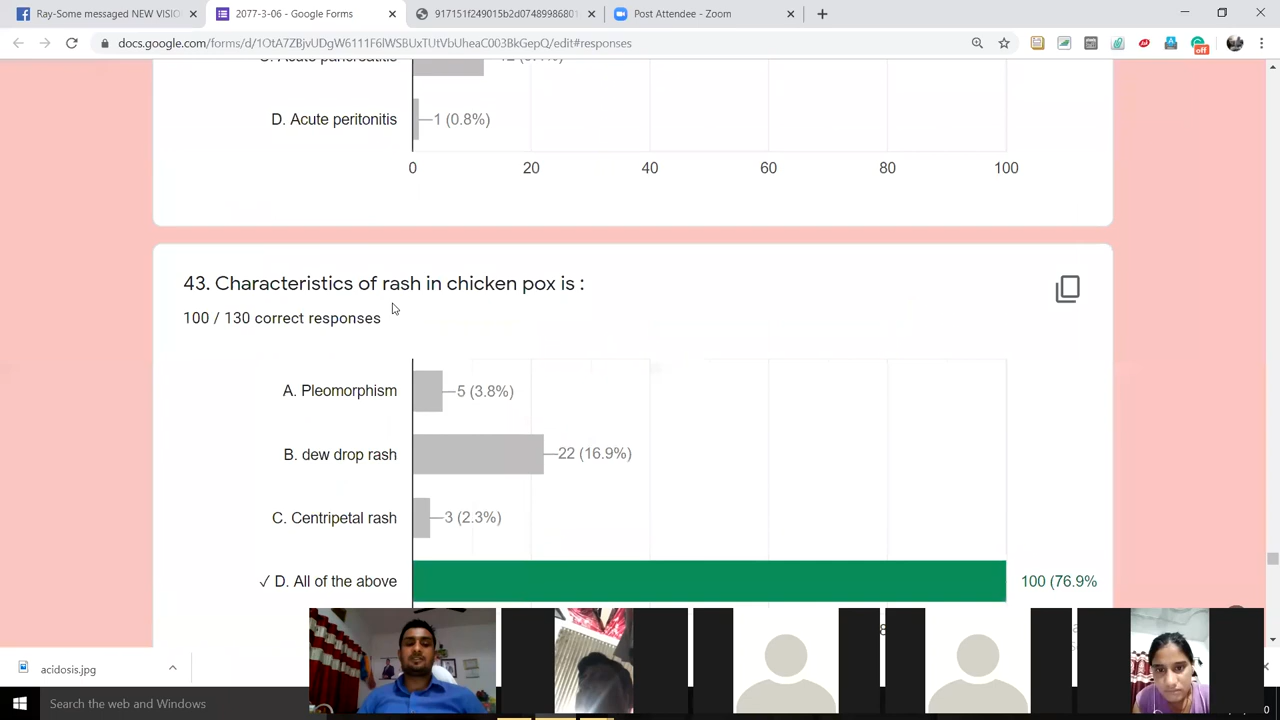 Ray-Some messaged NEW VISIO
2077-3-06 - Google Forms
917151f249015b2d07489986801
Post Attendee - Zoom
docs.google.com/forms/d/1OtA7ZBjvUDgW6111F6lWSBUxTUtVbUheaC003BkGepQ/edit#responses
off
D. Acute peritonitis
1 (0.8%)
0 20 40 60 80 100
43. Characteristics of rash in chicken pox is :
100 / 130 correct responses
A. Pleomorphism
5 (3.8%)
B. dew drop rash
22 (16.9%)
C. Centripetal rash
3 (2.3%)
✓ D. All of the above
100 (76.9%
acidosis.jpg
Search the web and Windows